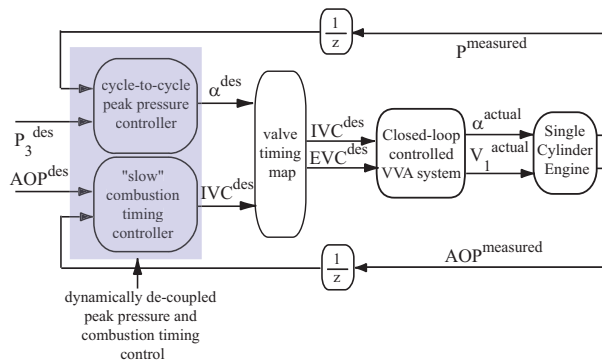 1
z
P^measured
cycle-to-cycle
peak pressure
controller
α^des
P_3^des
AOP^des
"slow"
combustion
timing
controller
IVC^des
valve
timing
map
IVC^des
EVC^des
Closed-loop
controlled
VVA system
α^actual
V_1^actual
Single
Cylinder
Engine
AOP^measured
1
z
dynamically de-coupled
peak pressure and
combustion timing
control